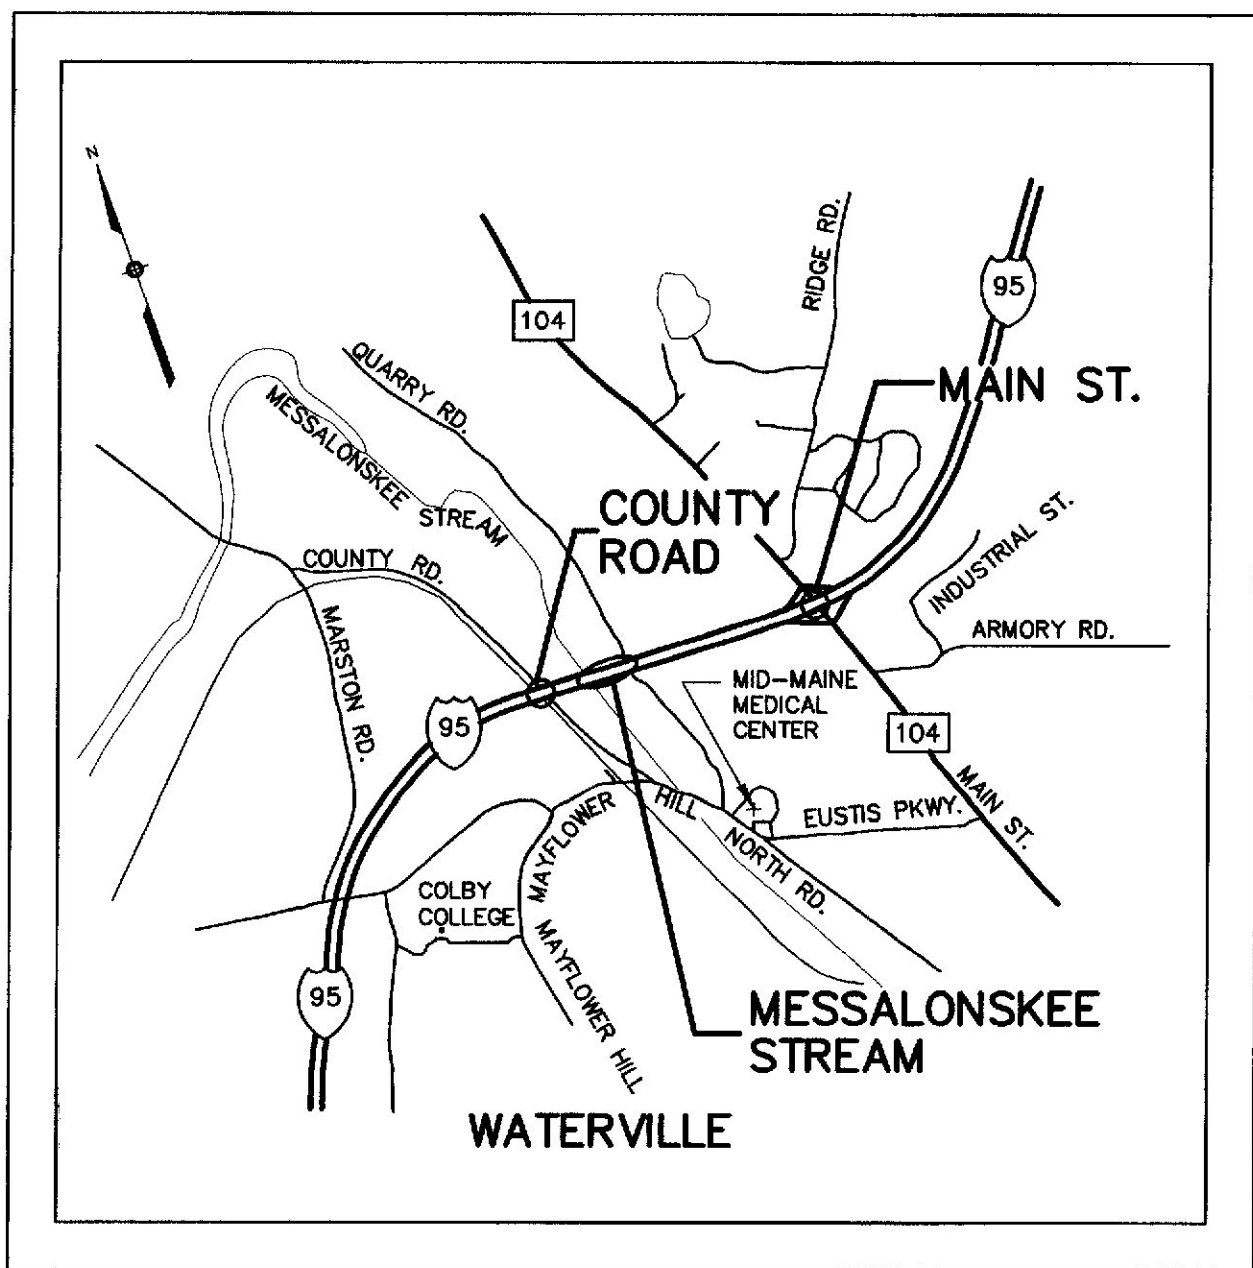 N
RIDGE RD.
95
104
QUARRY RD.
MAIN ST.
MESSALONSKEE STREAM
COUNTY
ROAD
INDUSTRIAL ST.
COUNTY RD.
ARMORY RD.
MARSTON RD.
MID-MAINE
MEDICAL
CENTER
95
104
MAIN ST.
EUSTIS PKWY.
MAYFLOWER HILL
NORTH RD.
COLBY
COLLEGE
MAYFLOWER HILL
95
MESSALONSKEE
STREAM
WATERVILLE